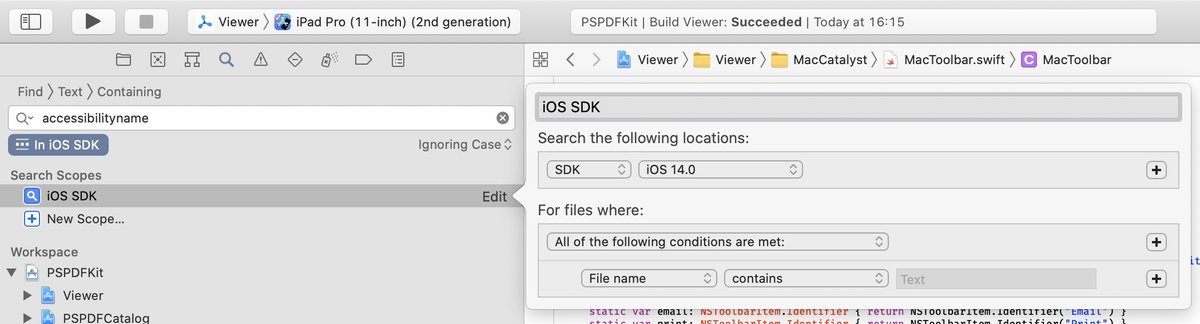 Viewer
iPad Pro (11-inch) (2nd generation)
PSPDFKit | Build Viewer: Succeeded | Today at 16:15
Viewer
Viewer
MacCatalyst
MacToolbar.swift
C MacToolbar
Find
Text
Containing
accessibilityname
In iOS SDK
Ignoring Case
Search Scopes
iOS SDK
Edit
New Scope...
Workspace
PSPDFKit
Viewer
PSPDFCatalog
iOS SDK
Search the following locations:
SDK
iOS 14.0
For files where:
All of the following conditions are met:
File name
contains
Text
it
static var email: NSToolbarItem.Identifier { return NSToolbarItem.Identifier("Email") }
static var print: NSToolbarItem.Identifier { return NSToolbarItem.Identifier("Print") }